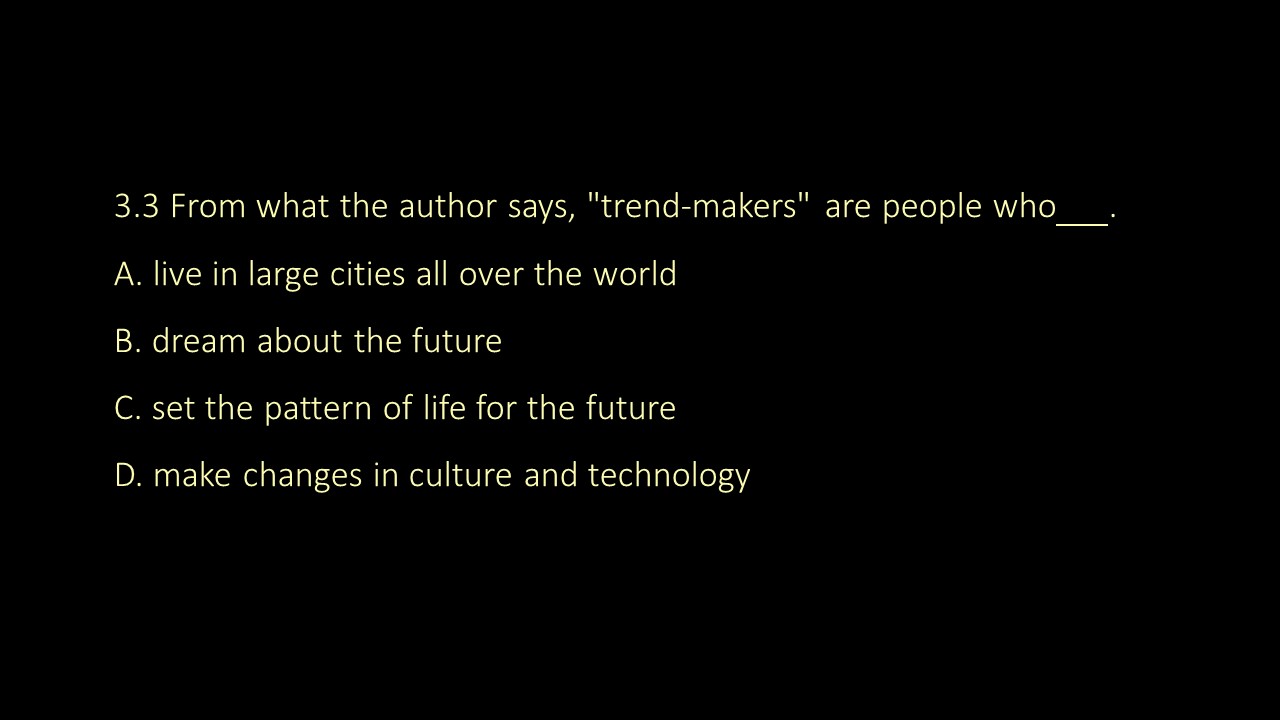 3.3 From what the author says, "trend-makers" are people who___.
A. live in large cities all over the world
B. dream about the future
C. set the pattern of life for the future
D. make changes in culture and technology